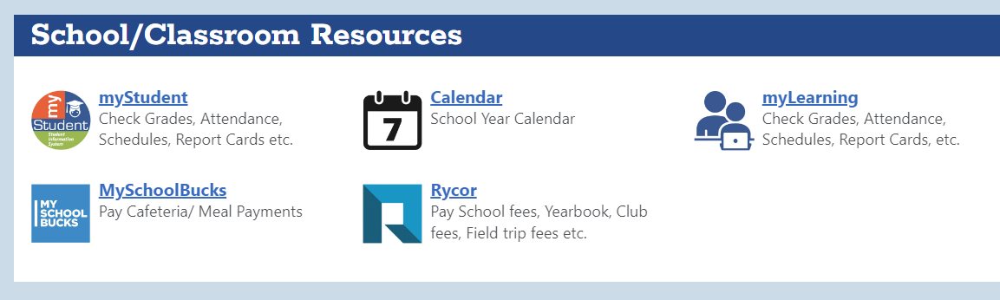 School/Classroom Resources
my
Student
Student
Information
System
myStudent
Check Grades, Attendance,
Schedules, Report Cards etc.
7
Calendar
School Year Calendar
myLearning
Check Grades, Attendance,
Schedules, Report Cards, etc.
MY
SCHOOL
BUCKS
MySchoolBucks
Pay Cafeteria/ Meal Payments
Rycor
Pay School fees, Yearbook, Club
fees, Field trip fees etc.